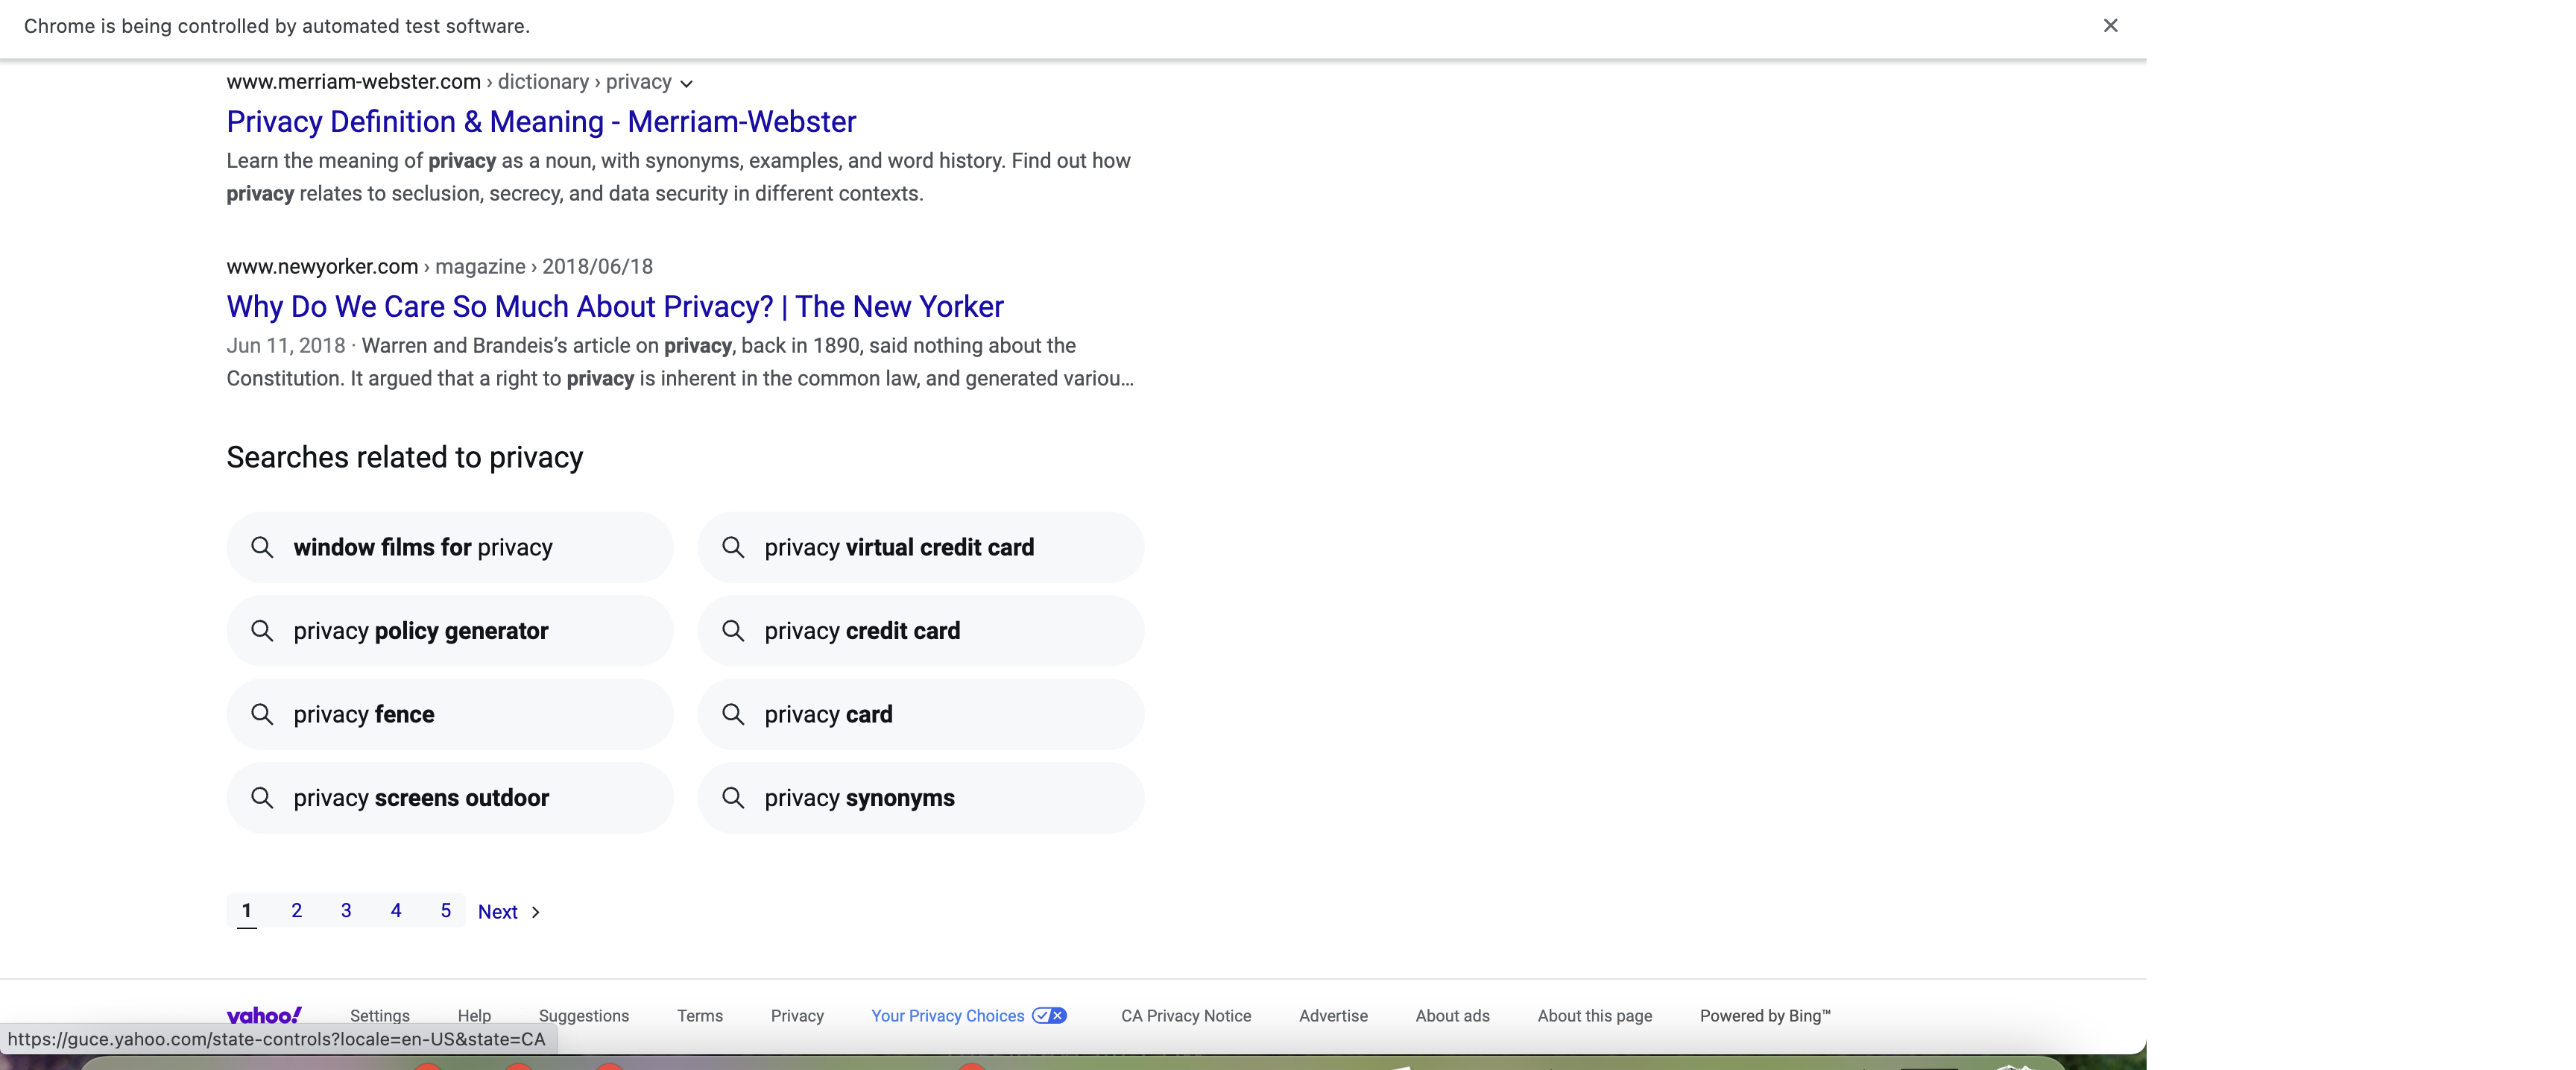 Chrome is being controlled by automated test software.
www.merriam-webster.com › dictionary › privacy
Privacy Definition & Meaning - Merriam-Webster
Learn the meaning of privacy as a noun, with synonyms, examples, and word history. Find out how
privacy relates to seclusion, secrecy, and data security in different contexts.
www.newyorker.com › magazine › 2018/06/18
Why Do We Care So Much About Privacy? | The New Yorker
Jun 11, 2018 · Warren and Brandeis’s article on privacy, back in 1890, said nothing about the
Constitution. It argued that a right to privacy is inherent in the common law, and generated variou...
Searches related to privacy
window films for privacy
privacy virtual credit card
privacy policy generator
privacy credit card
privacy fence
privacy card
privacy screens outdoor
privacy synonyms
1 2 3 4 5 Next
yahoo! Settings Help Suggestions Terms Privacy Your Privacy Choices CA Privacy Notice Advertise About ads About this page Powered by Bing™
https://guce.yahoo.com/state-controls?locale=en-US&state=CA